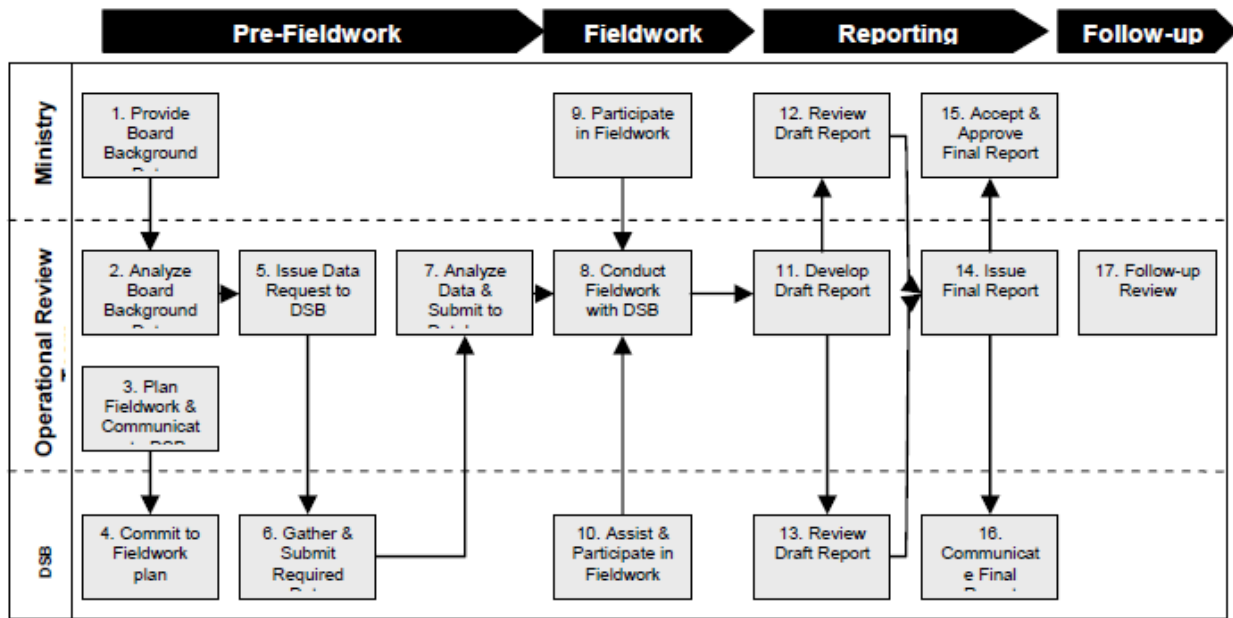 Pre-Fieldwork
Fieldwork
Reporting
Follow-up
Ministry
1. Provide
Board
Background
9. Participate
in Fieldwork
12. Review
Draft Report
15. Accept &
Approve
Final Report
Operational Review
2. Analyze
Board
Background
5. Issue Data
Request to
DSB
7. Analyze
Data &
Submit to
8. Conduct
Fieldwork
with DSB
11. Develop
Draft Report
14. Issue
Final Report
17. Follow-up
Review
3. Plan
Fieldwork &
Communicat
DSB
4. Commit to
Fieldwork
plan
6. Gather &
Submit
Required
10. Assist &
Participate in
Fieldwork
13. Review
Draft Report
16.
Communicat
e Final